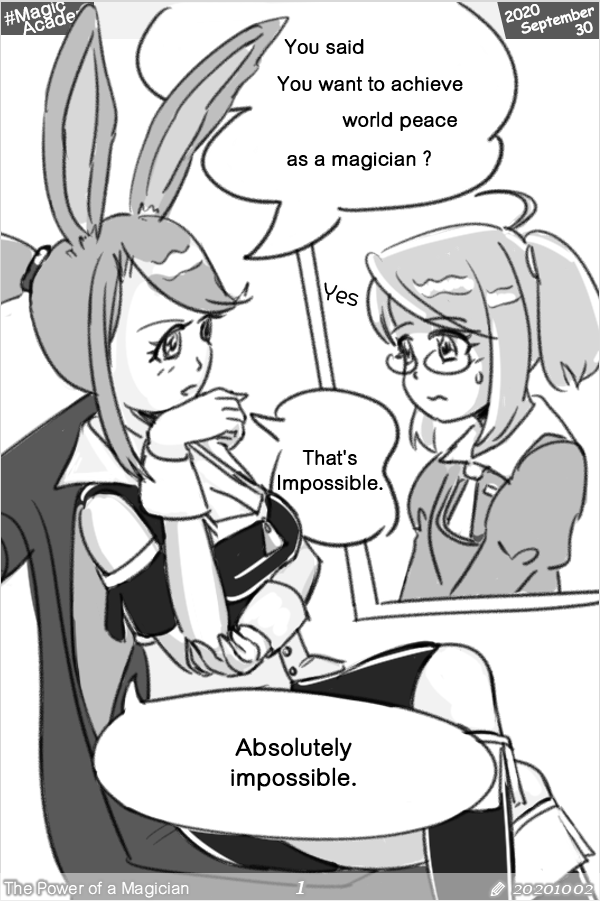 #Magic
Academ
2020
September
30
You said
You want to achieve
world peace
as a magician ?
Yes
That's
Impossible.
Absolutely
impossible.
The Power of a Magician
1
20201002